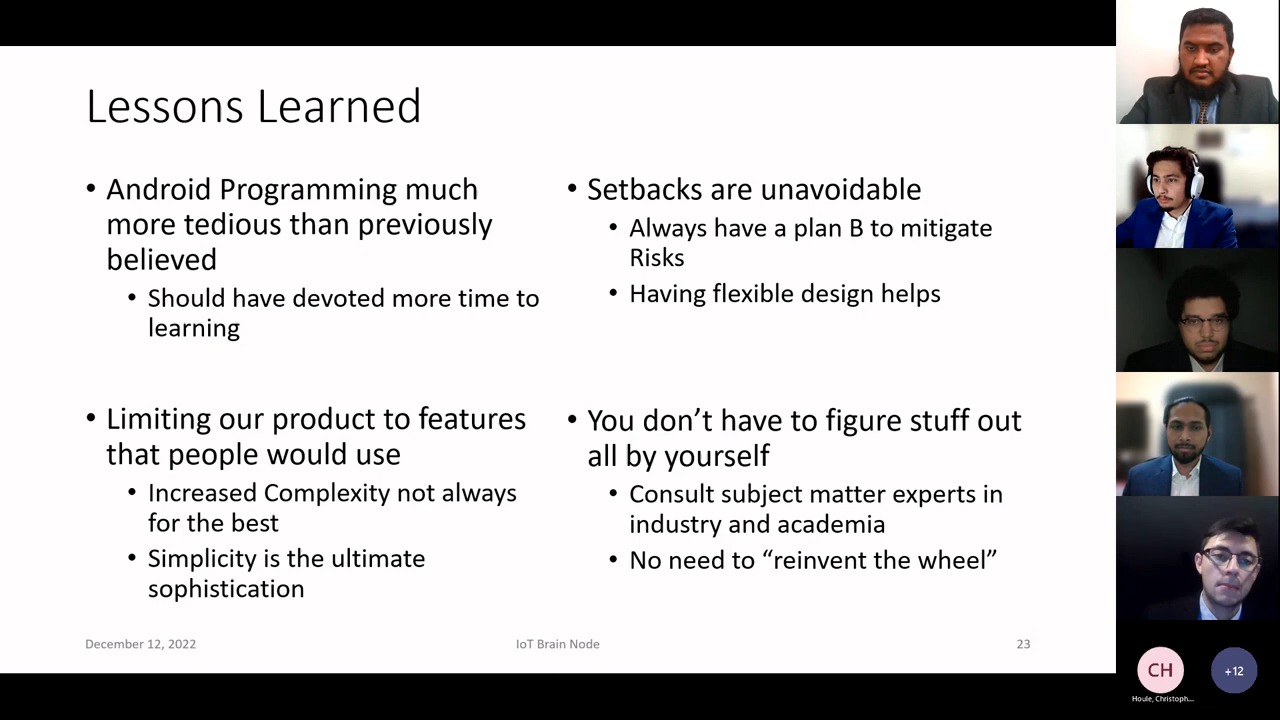 Lessons Learned
• Android Programming much
more tedious than previously
believed
• Should have devoted more time to
learning
• Limiting our product to features
that people would use
• Increased Complexity not always
for the best
• Simplicity is the ultimate
sophistication
• Setbacks are unavoidable
• Always have a plan B to mitigate
Risks
• Having flexible design helps
• You don’t have to figure stuff out
all by yourself
• Consult subject matter experts in
industry and academia
• No need to “reinvent the wheel”
December 12, 2022
IoT Brain Node
23
CH
+12
Houle, Christoph...